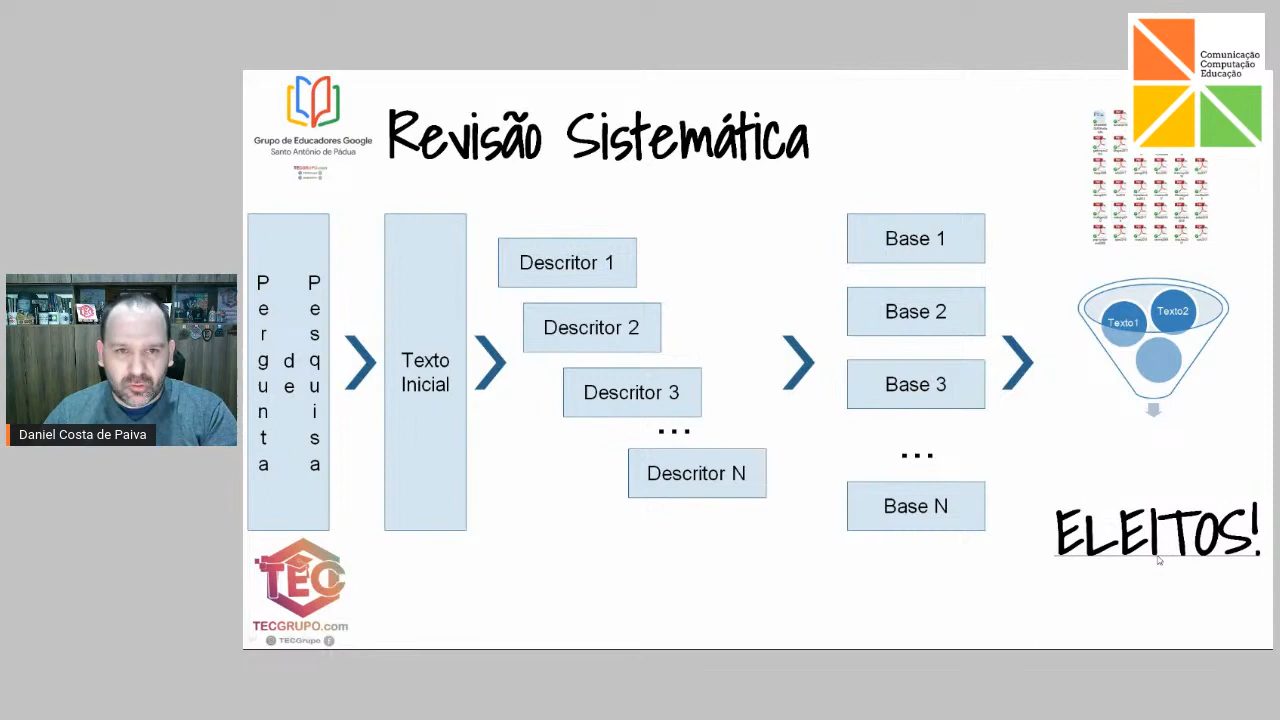 Comunicação
Computação
Educação
Grupo de Educadores Google
Santo Antônio de Pádua
TECGRUPO.com
Revisão Sistemática
Pergunta
de
Pesquisa
Texto
Inicial
Descritor 1
Descritor 2
Descritor 3
...
Descritor N
Base 1
Base 2
Base 3
...
Base N
Texto1
Texto2
ELEITOS!
Daniel Costa de Paiva
TEC
TECGRUPO.com
TECGrupo